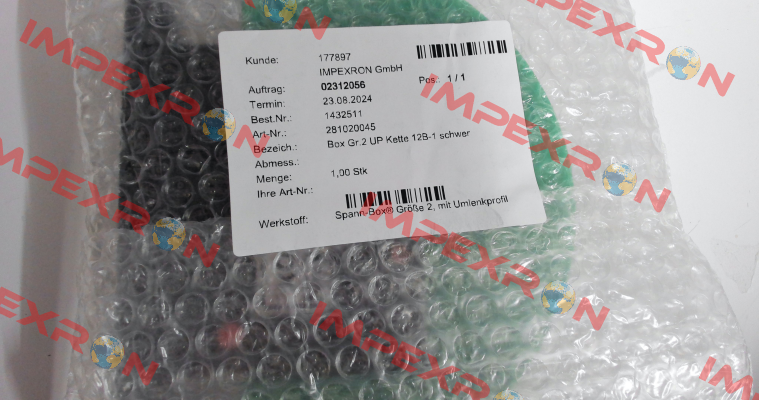 Kunde: 177897
IMPEXRON GmbH
Auftrag: 02312056 Pos.: 1 / 1
Termin: 23.08.2024
Best.Nr.: 1432511
Art-Nr.: 281020045
Bezeich.: Box Gr.2 UP Kette 12B-1 schwer
Abmess.:
Menge: 1,00 Stk
Ihre Art-Nr.:
Werkstoff: Spann-Box® Größe 2, mit Umlenkprofil
IMPEXRON
IMPEXRON
IMPEXRON
IMPEXRON
IMPEXRON
IMPEXRON